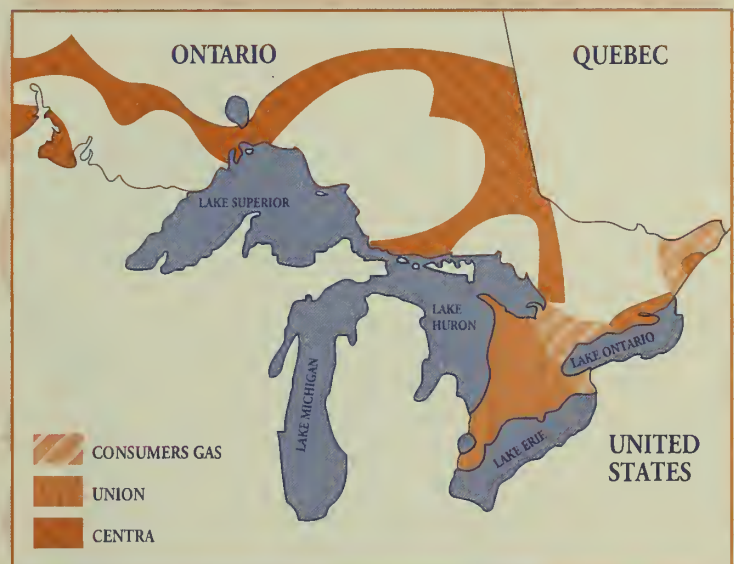 ONTARIO
QUEBEC
LAKE SUPERIOR
LAKE
HURON
LAKE ONTARIO
LAKE MICHIGAN
LAKE ERIE
UNITED
STATES
CONSUMERS GAS
UNION
CENTRA